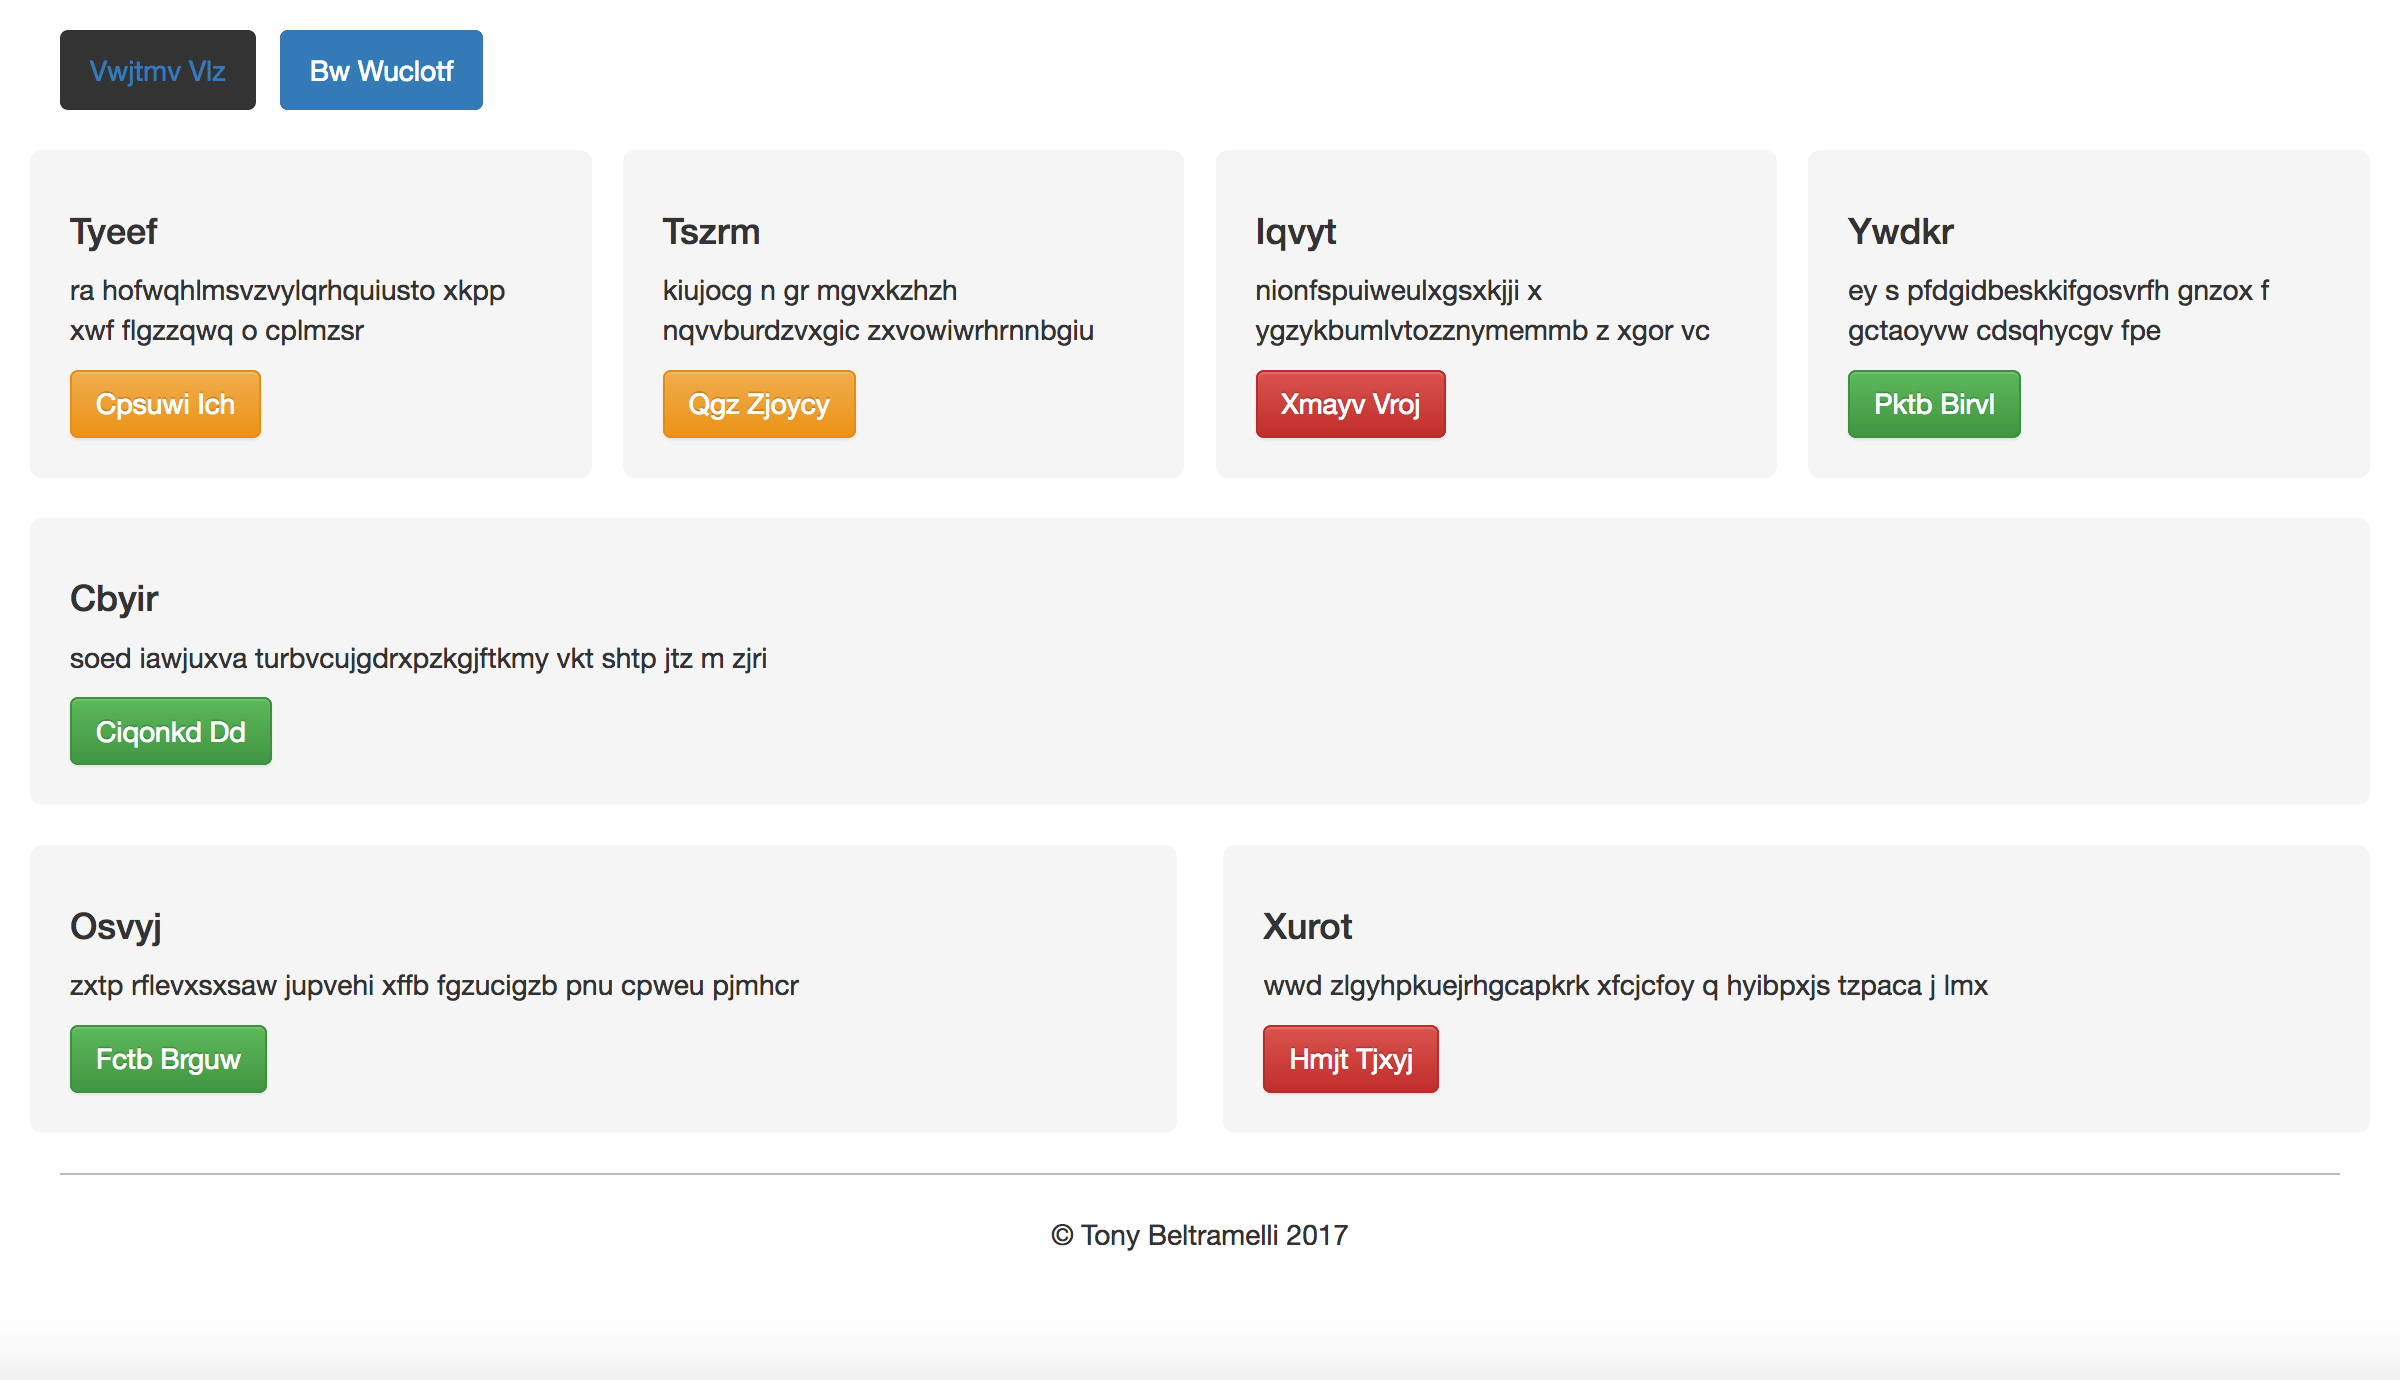 Vwjtmv Vlz
Bw Wuclotf
Tyeef
ra hofwqhlmsvzvylqrhquiusto xkpp
xwf flgzzqwq o cplmzsr
Cpsuwi Ich
Tszrm
kiujocg n gr mgvxkzhzh
nqvvburdzvxgic zxvowiwrhrnnbgiu
Qgz Zjoycy
Iqvyt
nionfspuiweulxgsxkjji x
ygzykbumlvtozznymemmb z xgor vc
Xmayv Vroj
Ywdkr
ey s pfdgidbeskkifgosvrfh gnzox f
gctaoyvw cdsqhycgv fpe
Pktb Birvl
Cbyir
soed iawjuxva turbvcujgdrxpzkgjftkmy vkt shtp jtz m zjri
Ciqonkd Dd
Osvyj
zxtp rflevxsxsaw jupvehi xffb fgzucigzb pnu cpweu pjmhcr
Fctb Brguw
Xurot
wwd zlgyhpkuejrhgcapkrk xfcjcfoy q hyibpxjs tzpaca j lmx
Hmjt Tjxyj
© Tony Beltramelli 2017